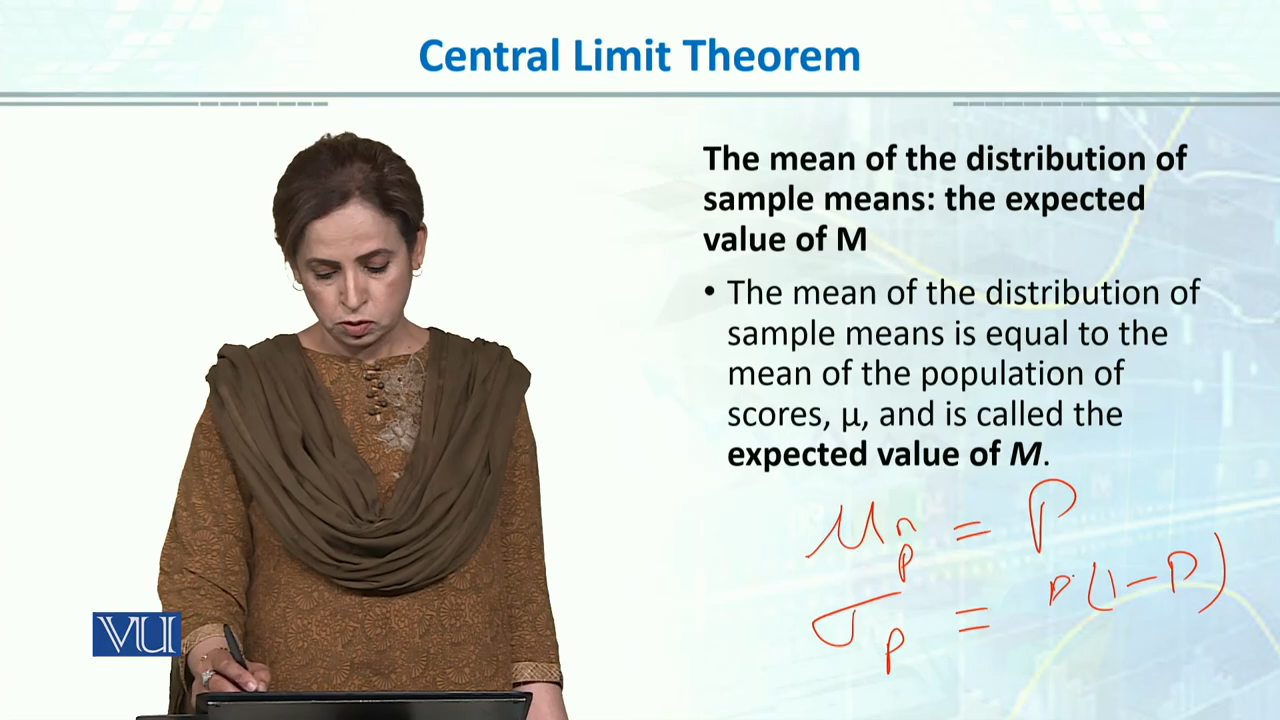 Central Limit Theorem
The mean of the distribution of
sample means: the expected
value of M
• The mean of the distribution of
sample means is equal to the
mean of the population of
scores, µ, and is called the
expected value of M.
μp̂ = P
σp = p(1-P)
VU